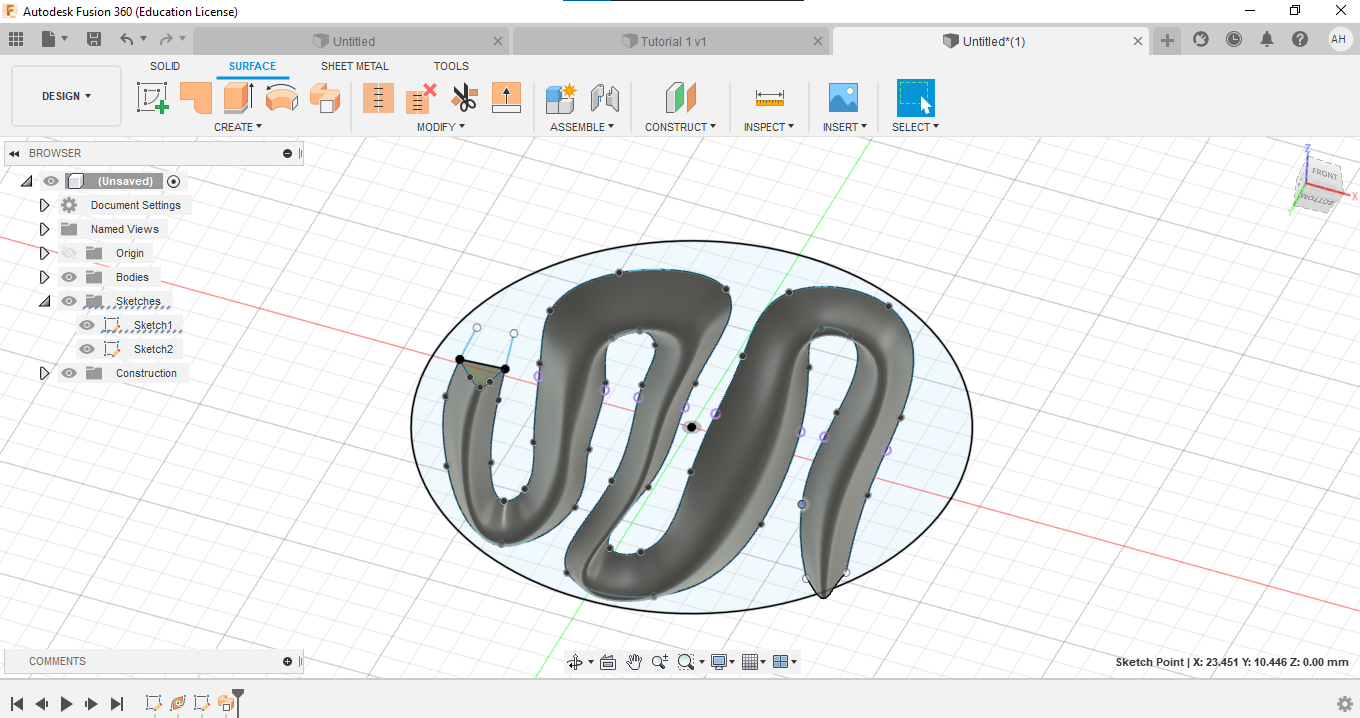 Autodesk Fusion 360 (Education License)
Untitled
Tutorial 1 v1
Untitled*(1)
AH
SOLID SURFACE SHEET METAL TOOLS
DESIGN
CREATE MODIFY ASSEMBLE CONSTRUCT INSPECT INSERT SELECT
BROWSER
(Unsaved)
Document Settings
Named Views
Origin
Bodies
Sketches
Sketch1
Sketch2
Construction
Z
FRONT
X
BOTTOM
Y
COMMENTS
Sketch Point | X: 23.451 Y: 10.446 Z: 0.00 mm